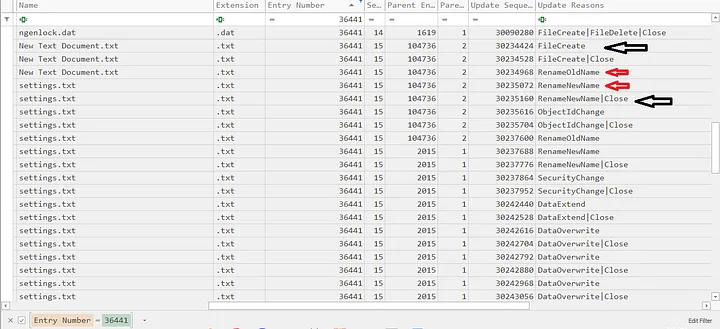 Name Extension Entry Number Se... Parent En... Pare... Update Seque... Update Reasons
= 36441 = = = =
ngenlock.dat .dat 36441 14 1619 1 30090280 FileCreate|FileDelete|Close
New Text Document.txt .txt 36441 15 104736 2 30234424 FileCreate
New Text Document.txt .txt 36441 15 104736 2 30234528 FileCreate|Close
New Text Document.txt .txt 36441 15 104736 2 30234968 RenameOldName
settings.txt .txt 36441 15 104736 2 30235072 RenameNewName
settings.txt .txt 36441 15 104736 2 30235160 RenameNewName|Close
settings.txt .txt 36441 15 104736 2 30235616 ObjectIdChange
settings.txt .txt 36441 15 104736 2 30235704 ObjectIdChange|Close
settings.txt .txt 36441 15 104736 2 30237600 RenameOldName
settings.txt .txt 36441 15 2015 1 30237688 RenameNewName
settings.txt .txt 36441 15 2015 1 30237776 RenameNewName|Close
settings.txt .txt 36441 15 2015 1 30237864 SecurityChange
settings.txt .txt 36441 15 2015 1 30237952 SecurityChange|Close
settings.txt .txt 36441 15 2015 1 30242440 DataExtend
settings.txt .txt 36441 15 2015 1 30242528 DataExtend|Close
settings.txt .txt 36441 15 2015 1 30242616 DataOverwrite
settings.txt .txt 36441 15 2015 1 30242704 DataOverwrite|Close
settings.txt .txt 36441 15 2015 1 30242792 DataOverwrite
settings.txt .txt 36441 15 2015 1 30242880 DataOverwrite|Close
settings.txt .txt 36441 15 2015 1 30242968 DataOverwrite
settings.txt .txt 36441 15 2015 1 30243056 DataOverwrite|Close
Entry Number = 36441 Edit Filter